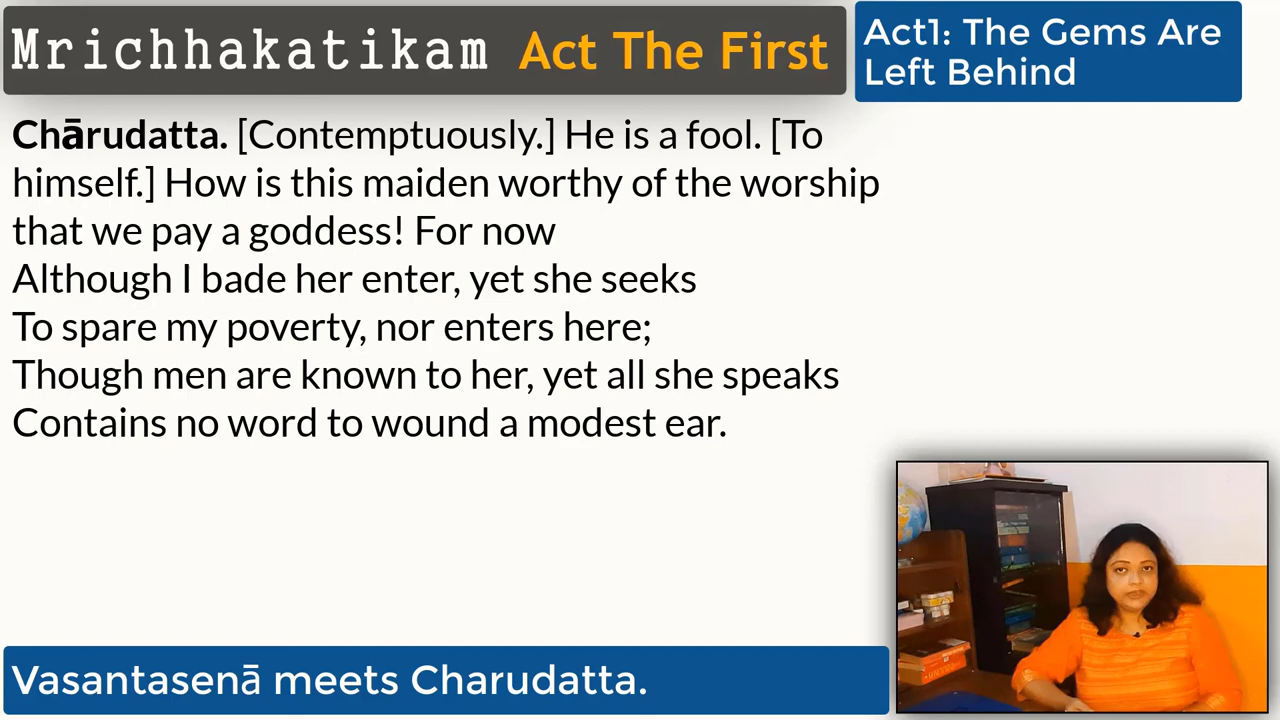 Mrichhakatikam Act The First
Act1: The Gems Are
Left Behind
Chārudatta. [Contemptuously.] He is a fool. [To
himself.] How is this maiden worthy of the worship
that we pay a goddess! For now
Although I bade her enter, yet she seeks
To spare my poverty, nor enters here;
Though men are known to her, yet all she speaks
Contains no word to wound a modest ear.
Vasantasenā meets Charudatta.